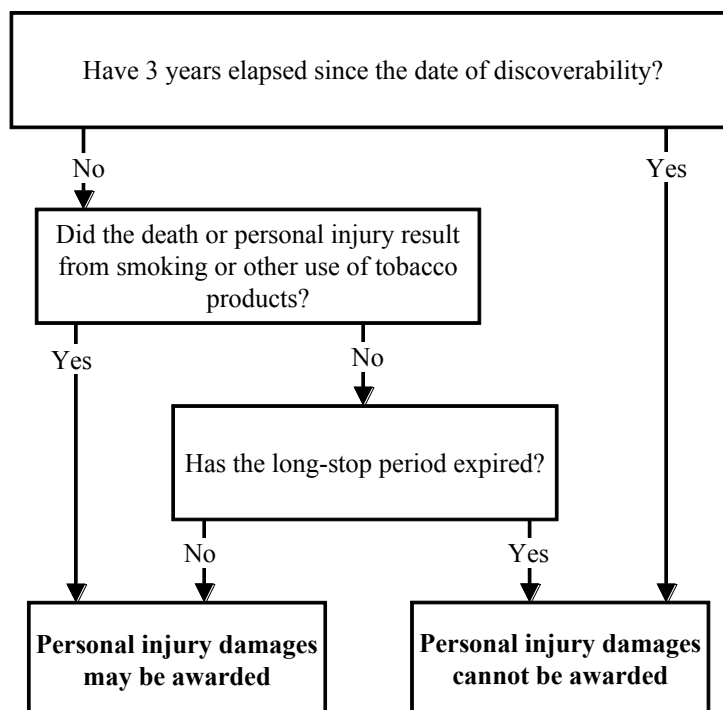 Have 3 years elapsed since the date of discoverability?
No
Yes
Did the death or personal injury result
from smoking or other use of tobacco
products?
Yes
No
Has the long-stop period expired?
No
Yes
Personal injury damages
may be awarded
Personal injury damages
cannot be awarded